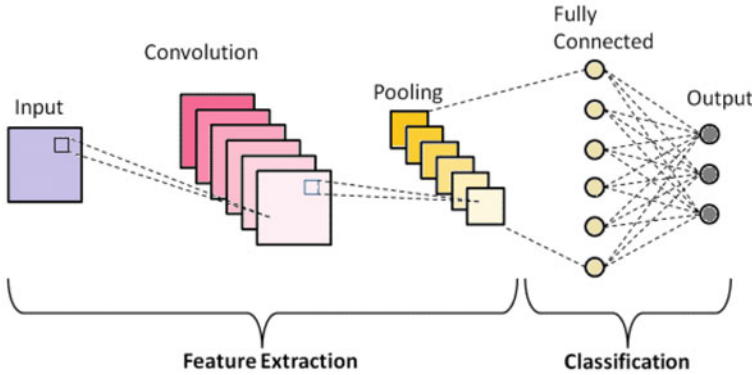 Input
Convolution
Pooling
Fully
Connected
Output
Feature Extraction
Classification